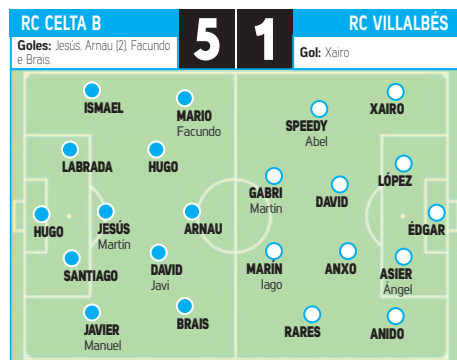 RC CELTA B
5
1
RC VILLALBÉS
Goles: Jesús, Arnau (2), Facundo
e Brais.
Gol: Xairo
ISMAEL
MARIO
Facundo
LABRADA
HUGO
HUGO
JESÚS
Martín
ARNAU
SANTIAGO
DAVID
Javi
JAVIER
Manuel
BRAIS
SPEEDY
Abel
XAIRO
GABRI
Martín
DAVID
LÓPEZ
ÉDGAR
MARÍN
Iago
ANXO
ASIER
Ángel
RARES
ANIDO